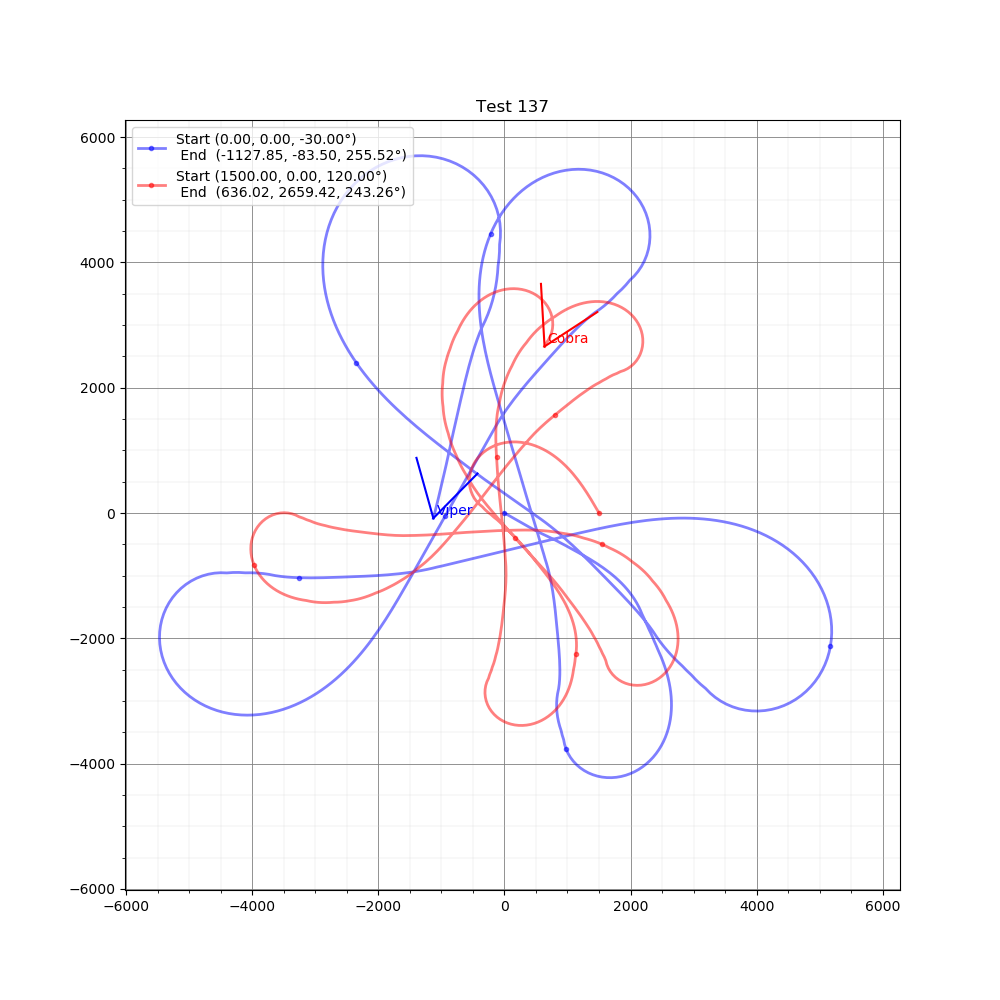 Test 137
Start (0.00, 0.00, -30.00°)
End (-1127.85, -83.50, 255.52°)
Start (1500.00, 0.00, 120.00°)
End (636.02, 2659.42, 243.26°)
6000
4000
2000
0
−2000
−4000
−6000
Cobra
Viper
−6000 −4000 −2000 0 2000 4000 6000